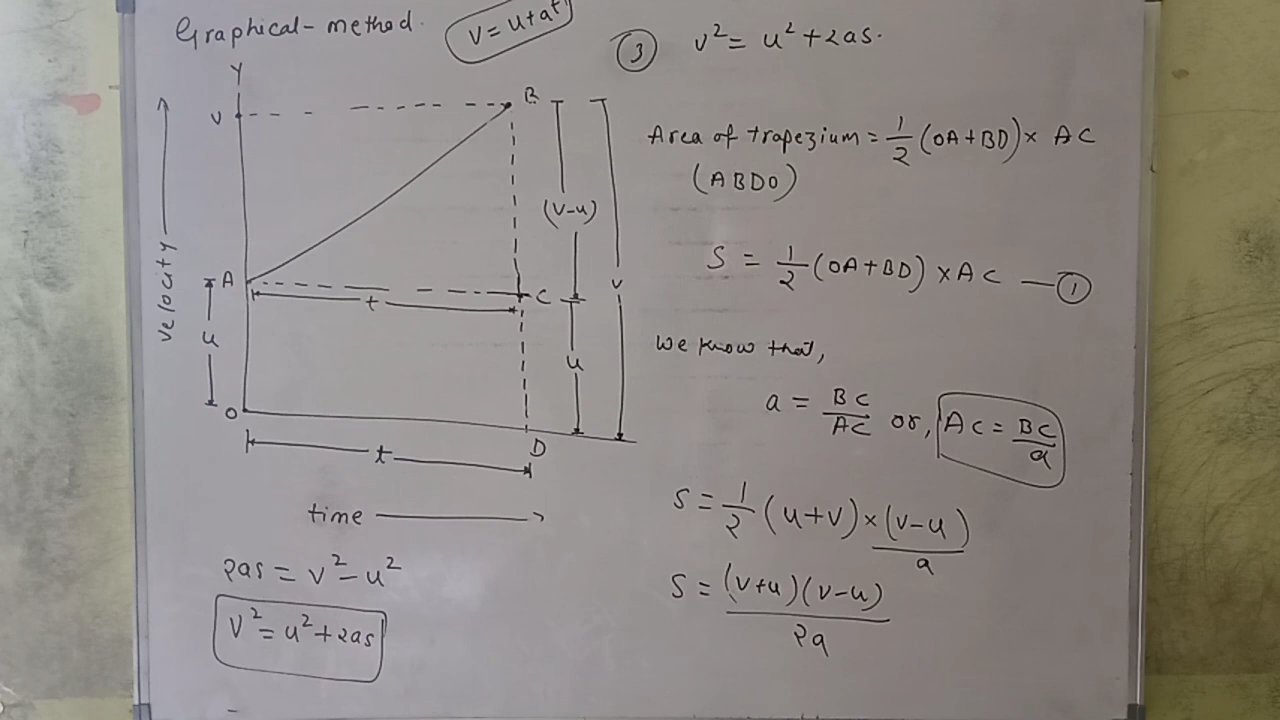 Graphical-method.
V = u+at
③ v² = u² + 2as.
Y
V
B
A
C
O
D
velocity
u
t
(v-u)
u
v
t
time
Area of trapezium = 1/2 (OA+BD) × AC
(ABDO)
S = 1/2 (OA+BD) × AC — ①
We know that,
a = BC/AC or, AC = BC/a
S = 1/2 (u+v) × (v-u)/a
S = (v+u)(v-u)/2a
2as = v² - u²
V² = u² + 2as